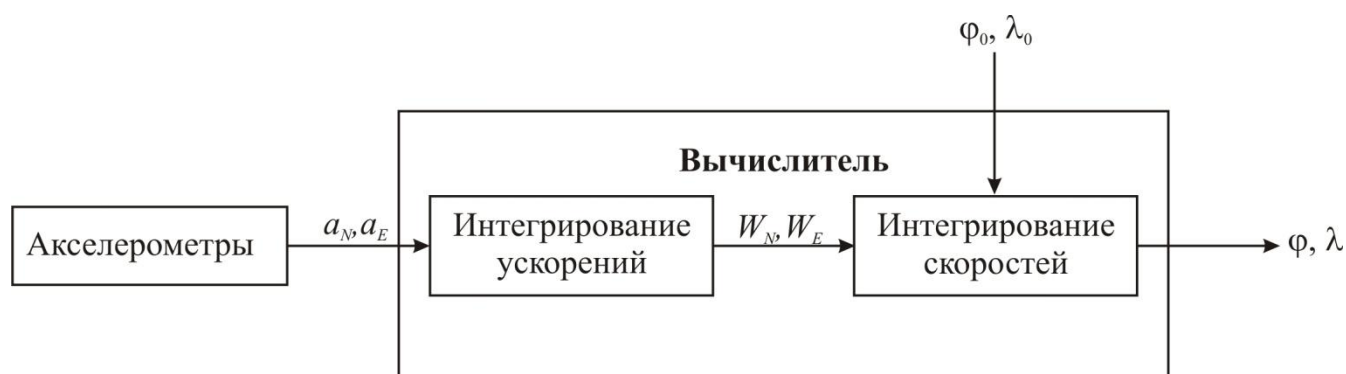 φ₀, λ₀
Вычислитель
Акселерометры
a_N, a_E
Интегрирование
ускорений
W_N, W_E
Интегрирование
скоростей
φ, λ